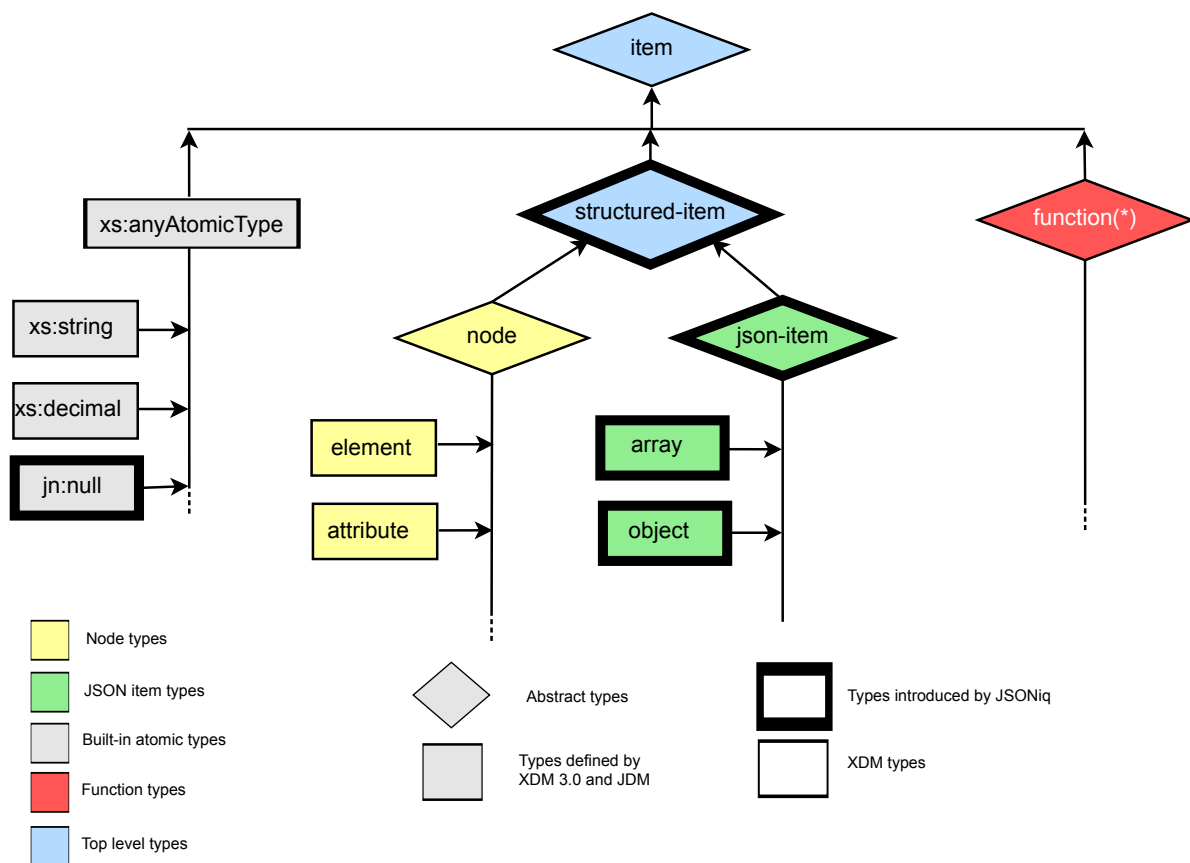 item
structured-item
function(*)
xs:anyAtomicType
node
json-item
xs:string
xs:decimal
jn:null
element
attribute
array
object
Node types
JSON item types
Built-in atomic types
Function types
Top level types
Abstract types
Types defined by
XDM 3.0 and JDM
Types introduced by JSONiq
XDM types